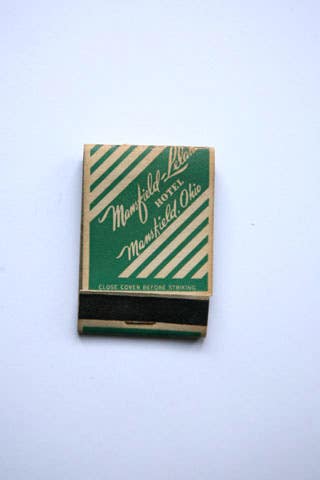 Mansfield-Leland
HOTEL
Mansfield, Ohio
CLOSE COVER BEFORE STRIKING